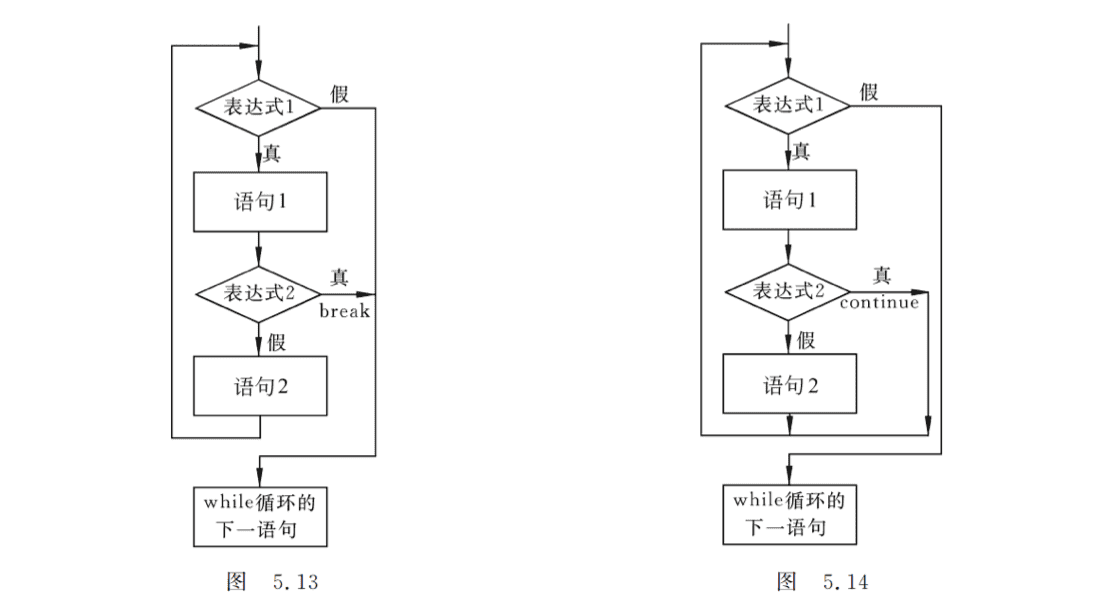 表达式1
假
真
语句1
表达式2
真
break
假
语句2
while循环的
下一语句
图 5.13
表达式1
假
真
语句1
表达式2
真
continue
假
语句2
while循环的
下一语句
图 5.14